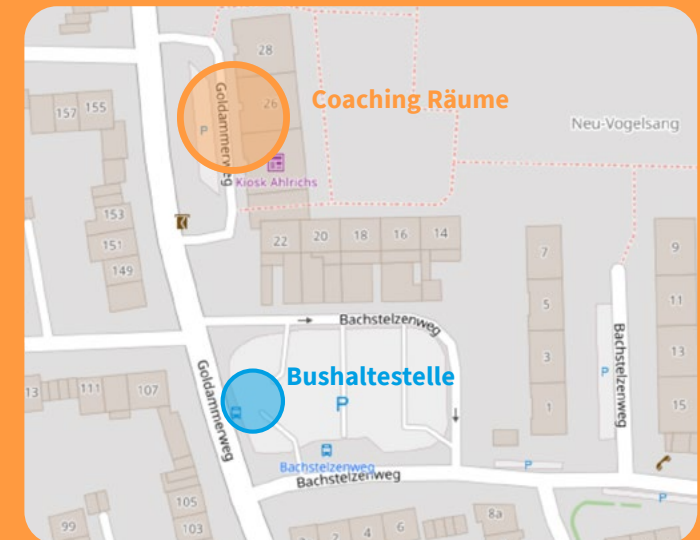 28
Goldammerweg
26
Coaching Räume
157
155
P
Neu-Vogelsang
Kiosk Ahlrichs
153
151
149
22
20
18
16
14
7
9
5
11
Bachstelzenweg
3
13
Bachstelzenweg
P
Goldammerweg
Bushaltestelle
13
111
107
P
1
15
Bachstelzenweg
Bachstelzenweg
P
P
105
103
99
2
4
6
8a